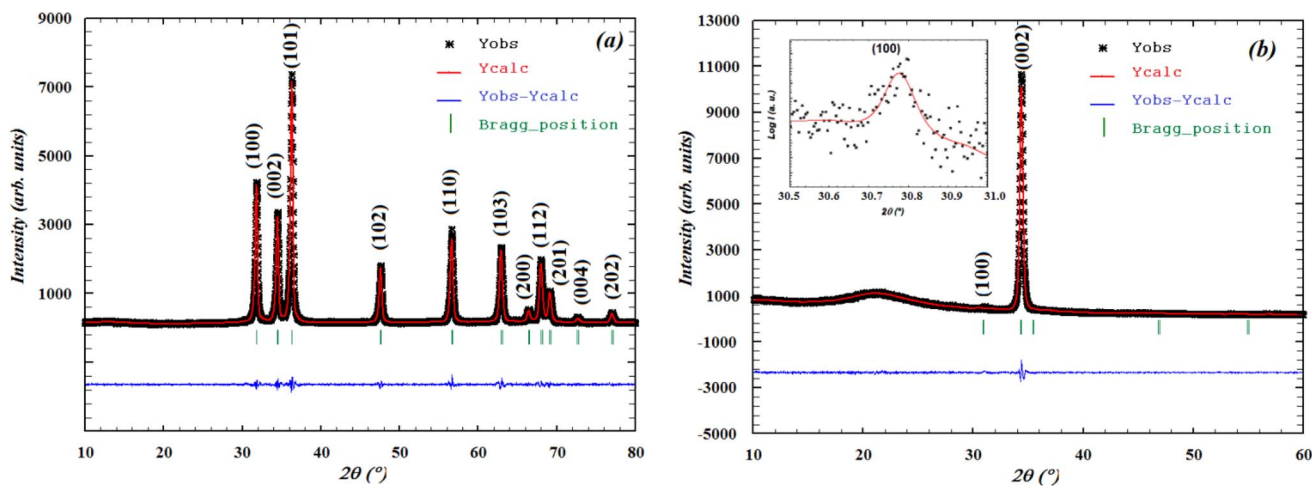 9000
7000
5000
3000
1000
Intensity (arb. units)
(a)
Yobs
Ycalc
Yobs-Ycalc
Bragg_position
(100)
(002)
(101)
(102)
(110)
(103)
(200)
(112)
(201)
(004)
(202)
10 20 30 40 50 60 70 80
2θ (°)
13000
11000
9000
7000
5000
3000
1000
-1000
-3000
-5000
Intensity (arb. units)
(b)
Yobs
Ycalc
Yobs-Ycalc
Bragg_position
(100)
Log I (a. u.)
30.5 30.6 30.7 30.8 30.9 31.0
2θ (°)
(100)
(002)
10 20 30 40 50 60
2θ (°)